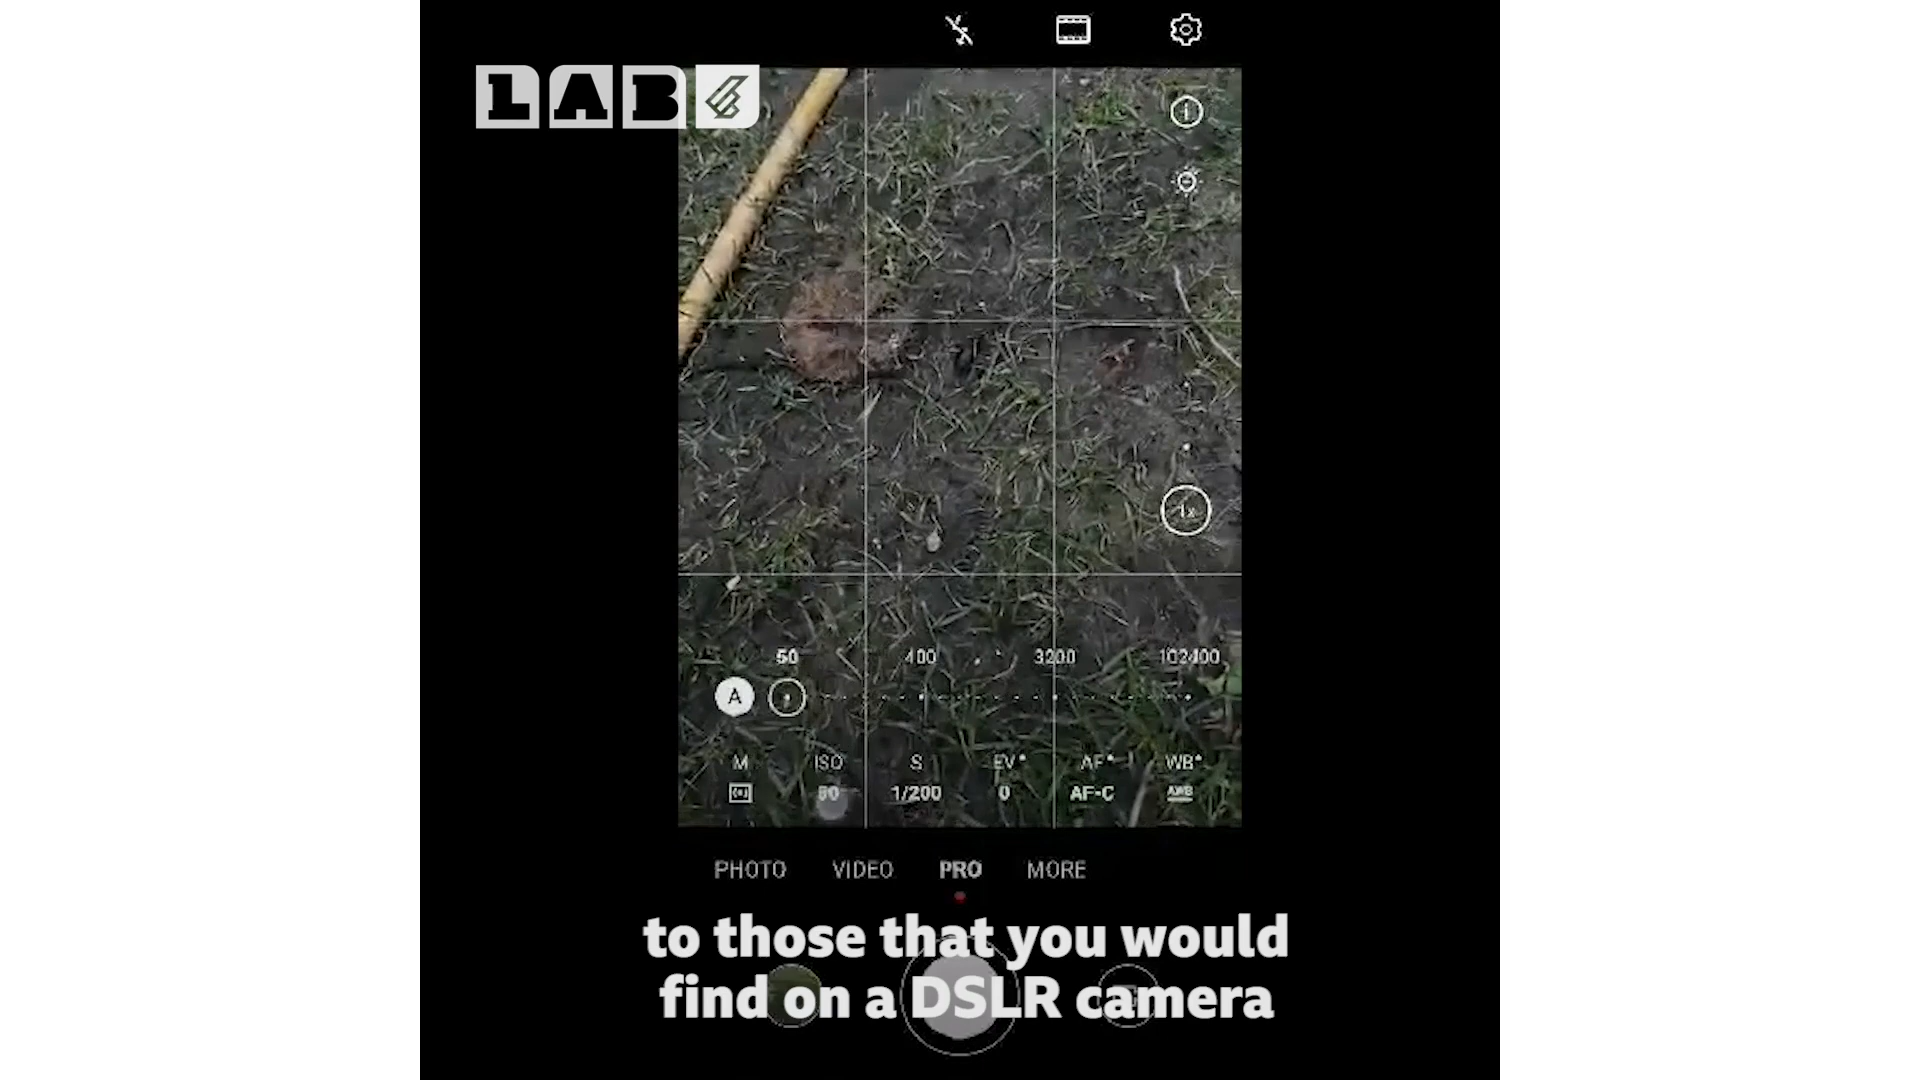 LAB
1x
50 400 3200 102400
A
M ISO S EV AF WB
50 1/200 0 AF-C AWB
PHOTO VIDEO PRO MORE
to those that you would
find on a DSLR camera